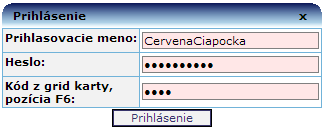 Prihlásenie x
Prihlasovacie meno: CervenaCiapocka
Heslo: ••••••••••
Kód z grid karty,
pozícia F6: ••••
Prihlásenie